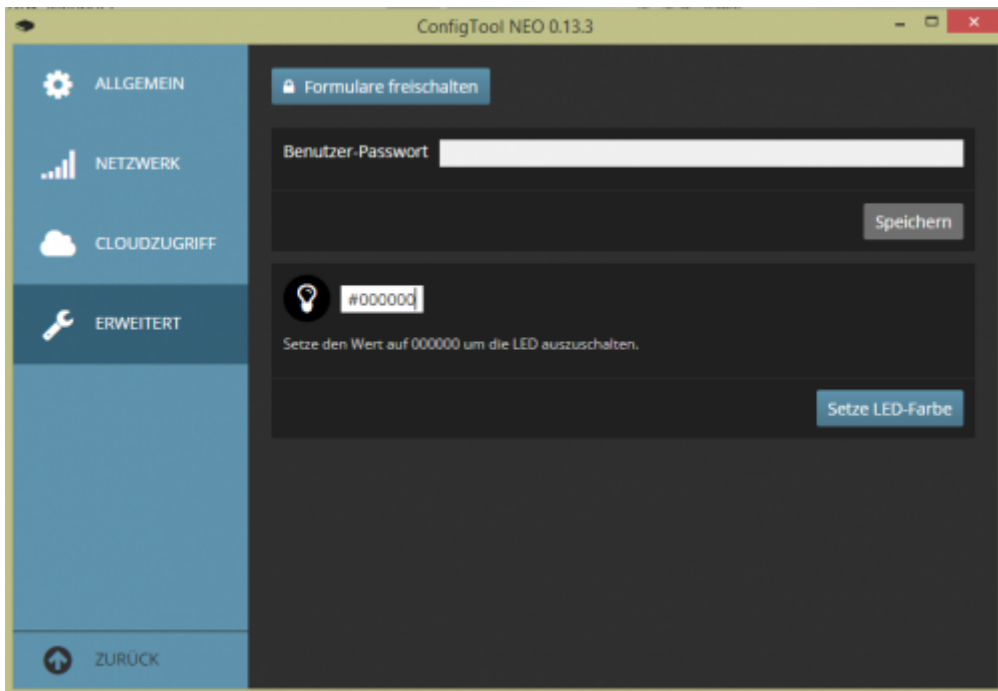 ConfigTool NEO 0.13.3
ALLGEMEIN
NETZWERK
CLOUDZUGRIFF
ERWEITERT
ZURÜCK
Formulare freischalten
Benutzer-Passwort
Speichern
#000000
Setze den Wert auf 000000 um die LED auszuschalten.
Setze LED-Farbe